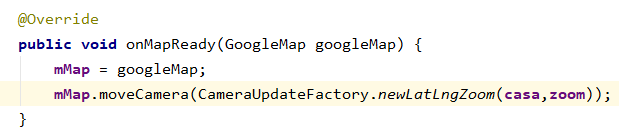 @Override
public void onMapReady(GoogleMap googleMap) {
    mMap = googleMap;
    mMap.moveCamera(CameraUpdateFactory.newLatLngZoom(casa,zoom));
}